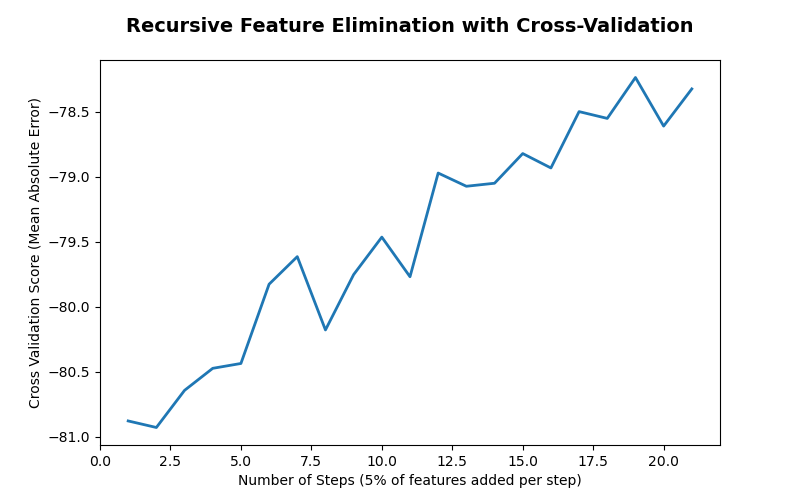 Recursive Feature Elimination with Cross-Validation
Cross Validation Score (Mean Absolute Error)
−78.5
−79.0
−79.5
−80.0
−80.5
−81.0
0.0 2.5 5.0 7.5 10.0 12.5 15.0 17.5 20.0
Number of Steps (5% of features added per step)